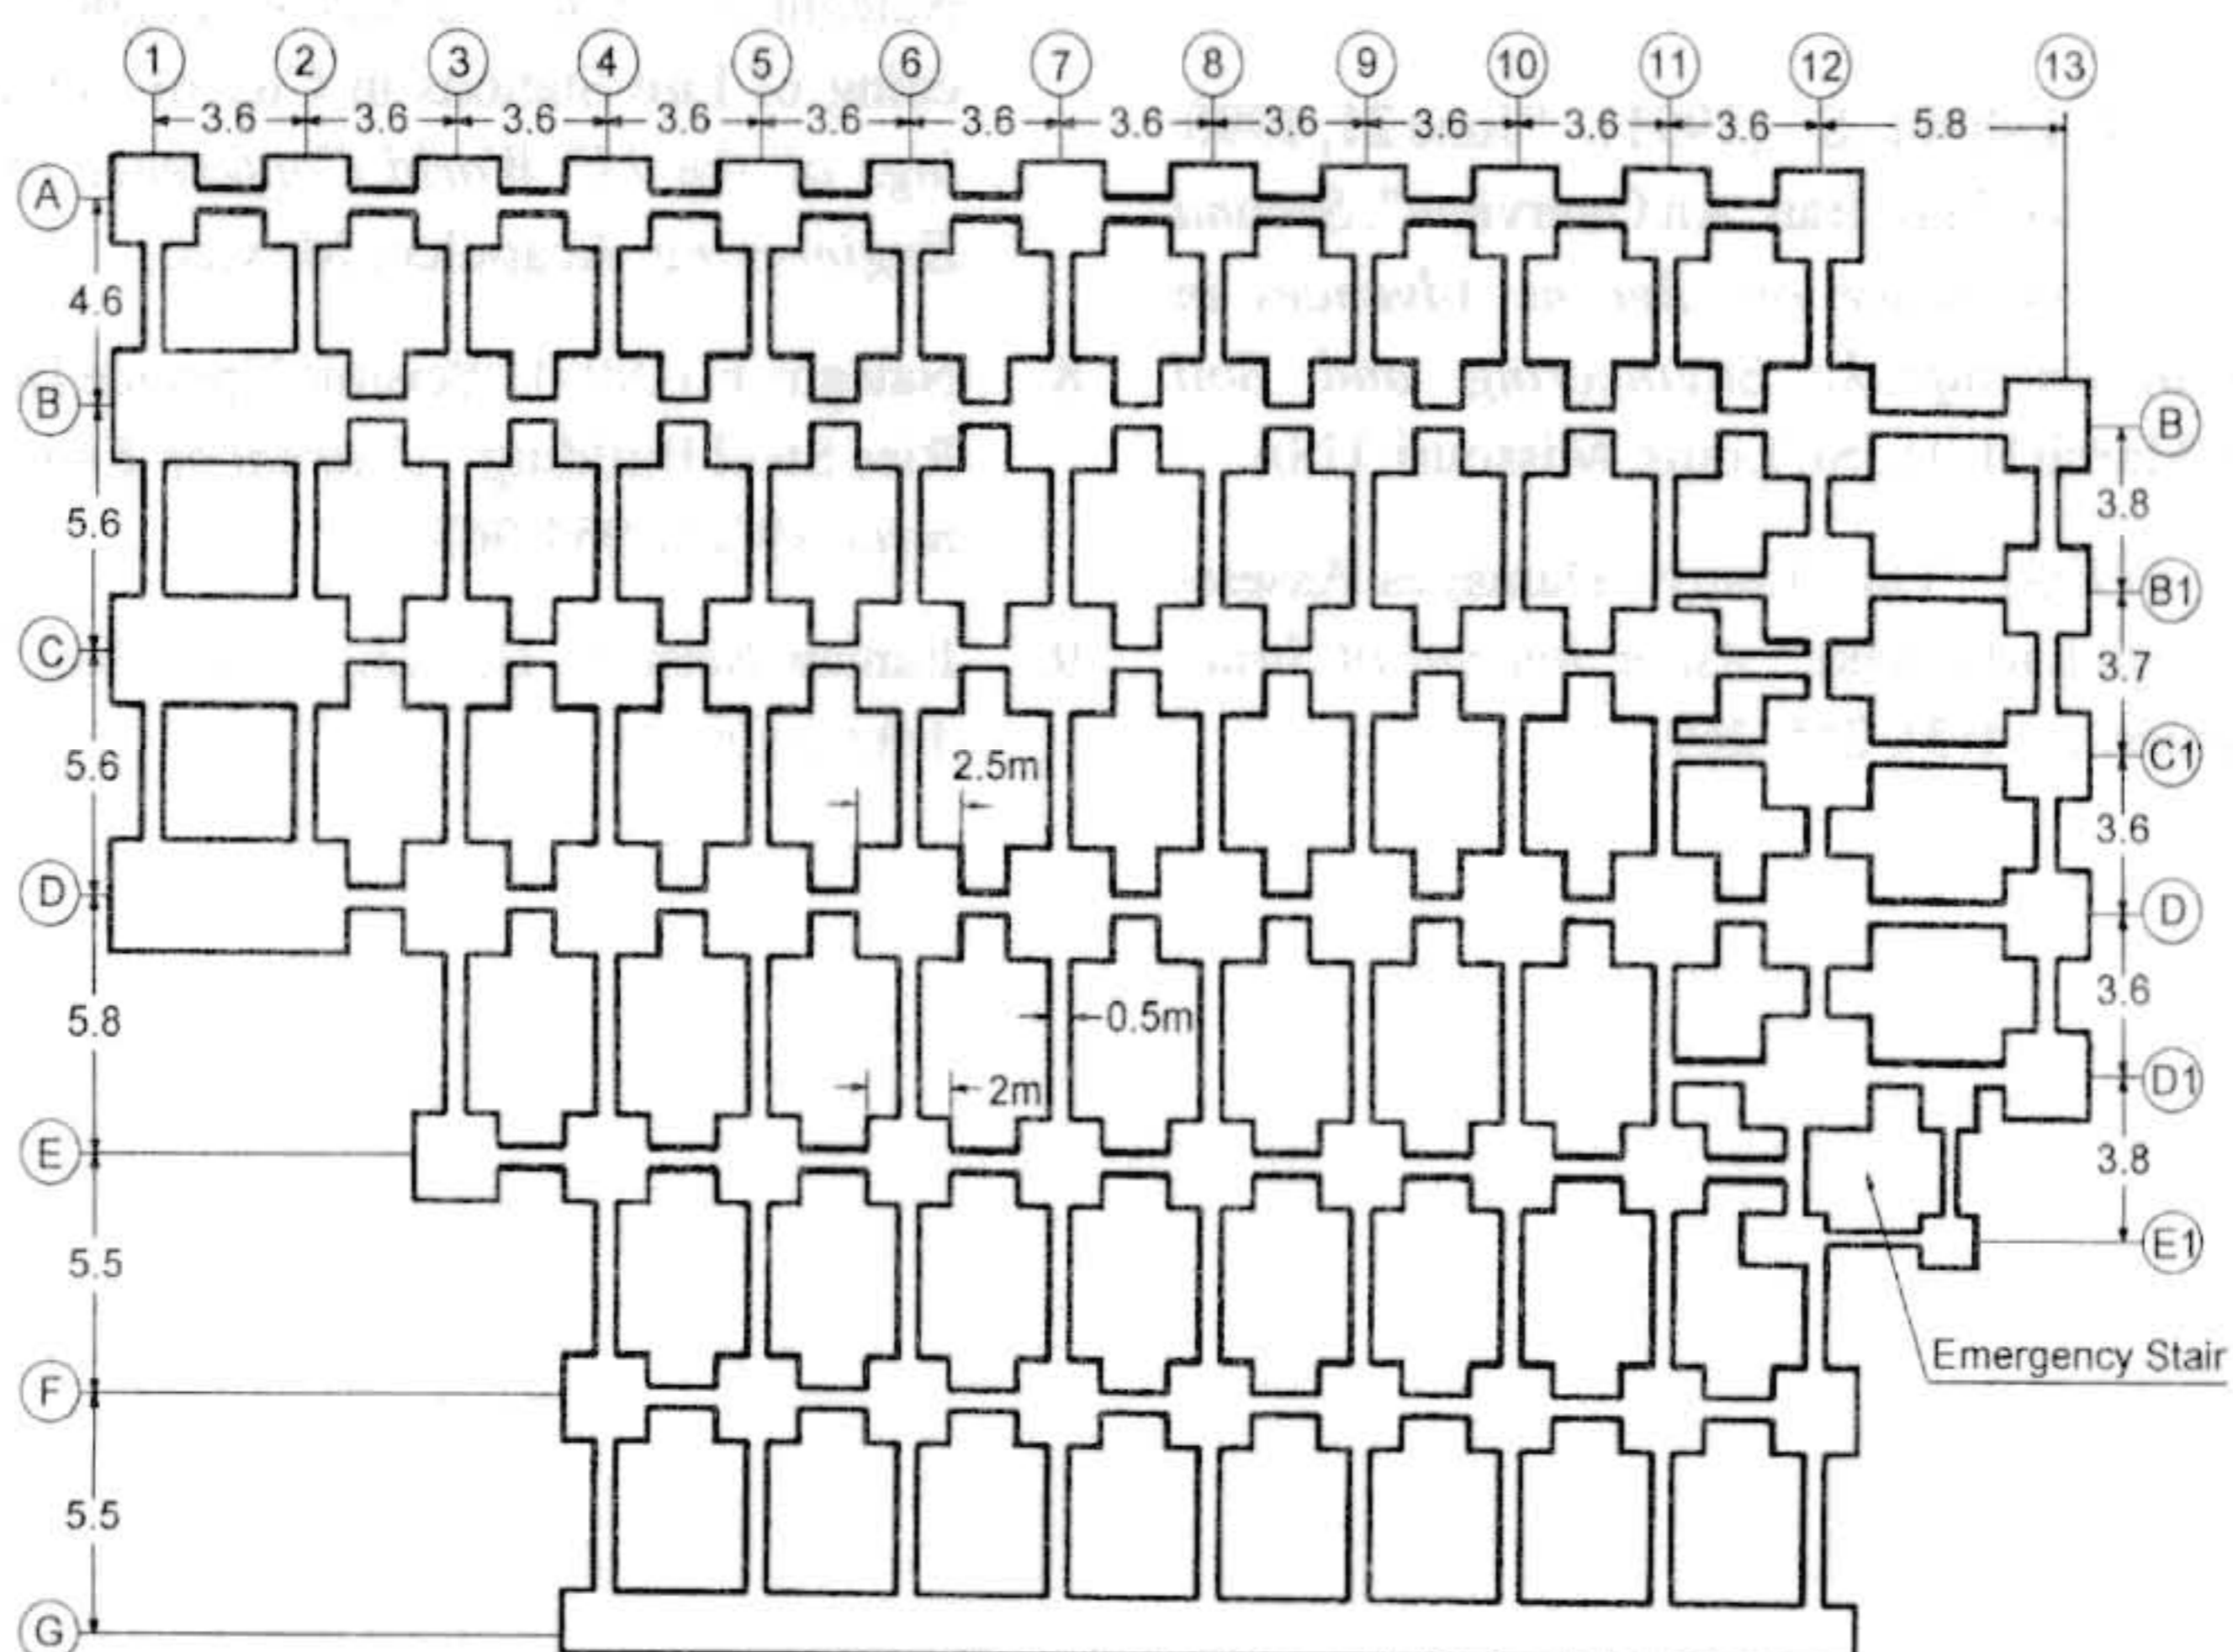 1 2 3 4 5 6 7 8 9 10 11 12 13
3.6 3.6 3.6 3.6 3.6 3.6 3.6 3.6 3.6 3.6 3.6 5.8
A
4.6
B B
5.6 3.8
B1
C 3.7
C1
5.6 2.5m 3.6
D D
5.8 0.5m 3.6
2m D1
E 3.8
5.5 E1
Emergency Stair
F
5.5
G